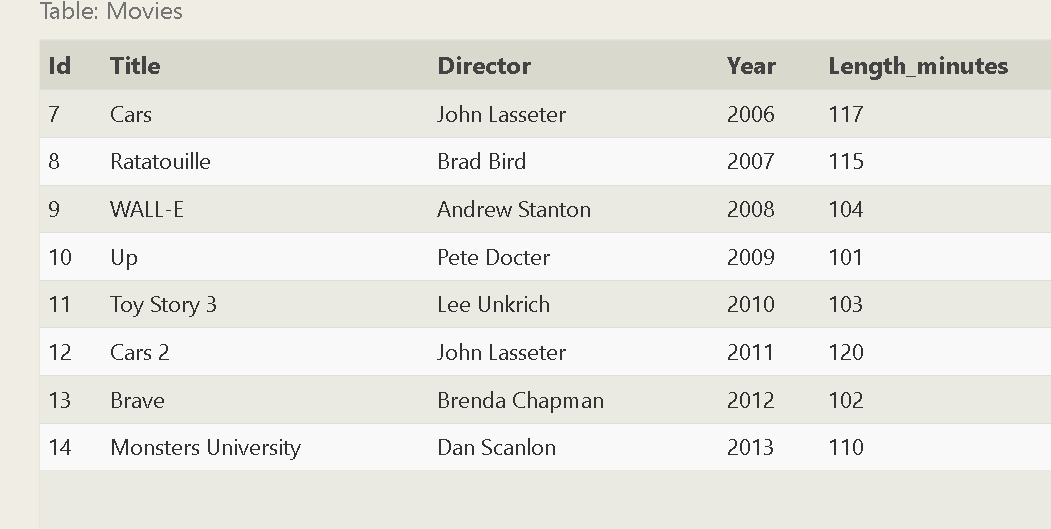 Table: Movies
Id Title Director Year Length_minutes
7 Cars John Lasseter 2006 117
8 Ratatouille Brad Bird 2007 115
9 WALL-E Andrew Stanton 2008 104
10 Up Pete Docter 2009 101
11 Toy Story 3 Lee Unkrich 2010 103
12 Cars 2 John Lasseter 2011 120
13 Brave Brenda Chapman 2012 102
14 Monsters University Dan Scanlon 2013 110